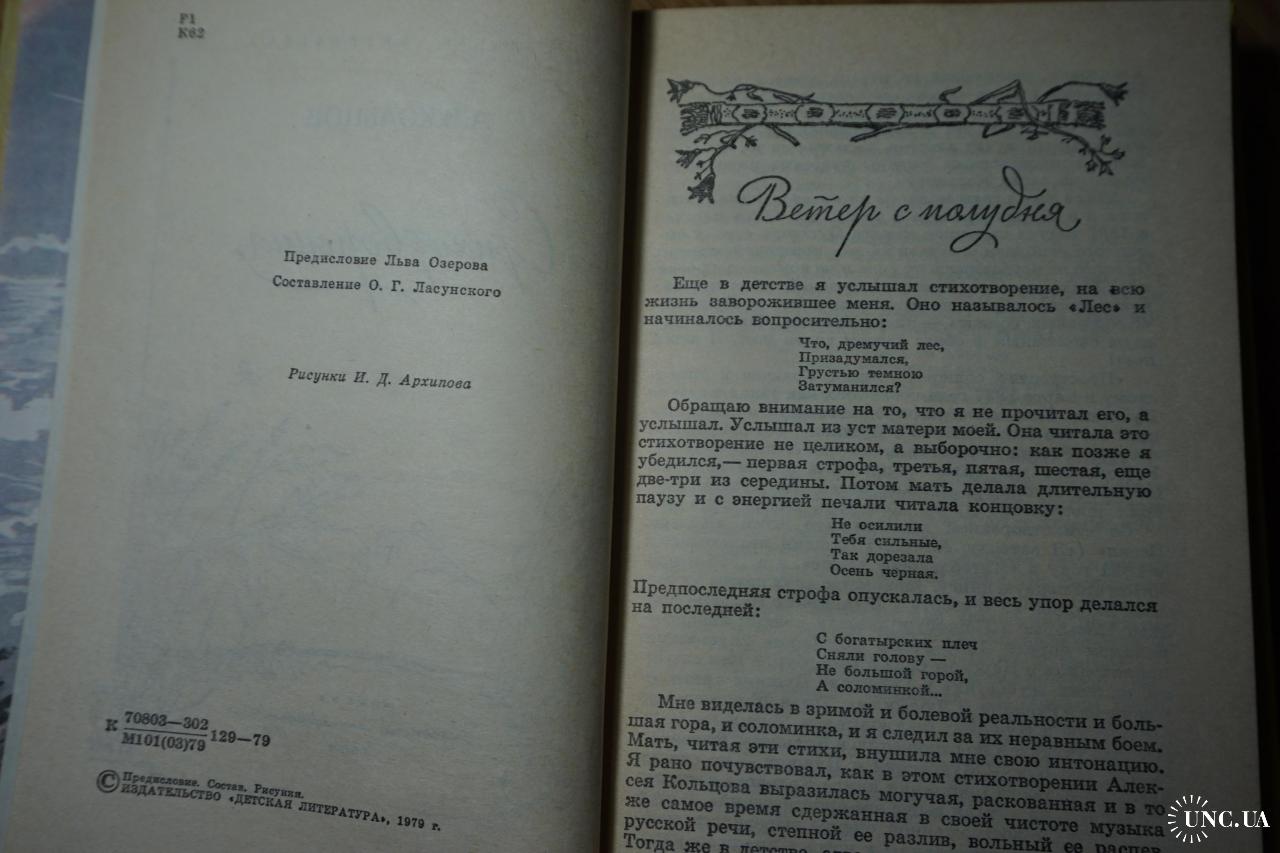 Р1
К62
Предисловие Льва Озерова
Составление О. Г. Ласунского
Рисунки И. Д. Архипова
К 70803—302 129—79
М101(03)79
© Предисловие. Состав. Рисунки.
ИЗДАТЕЛЬСТВО «ДЕТСКАЯ ЛИТЕРАТУРА», 1979 г.
Ветер с полудня
Еще в детстве я услышал стихотворение, на всю
жизнь заворожившее меня. Оно называлось «Лес» и
начиналось вопросительно:
Что, дремучий лес,
Призадумался,
Грустью темною
Затуманился?
Обращаю внимание на то, что я не прочитал его, а
услышал. Услышал из уст матери моей. Она читала это
стихотворение не целиком, а выборочно: как позже я
убедился,— первая строфа, третья, пятая, шестая, еще
две-три из середины. Потом мать делала длительную
паузу и с энергией печали читала концовку:
Не осилили
Тебя сильные,
Так дорезала
Осень черная.
Предпоследняя строфа опускалась, и весь упор делался
на последней:
С богатырских плеч
Сняли голову —
Не большой горой,
А соломинкой...
Мне виделась в зримой и болевой реальности и боль-
шая гора, и соломинка, и я следил за их неравным боем.
Мать, читая эти стихи, внушила мне свою интонацию.
Я рано почувствовал, как в этом стихотворении Алек-
сея Кольцова выразилась могучая, раскованная и в то
же самое время сдержанная в своей чистоте музыка
русской речи, степной ее разлив, вольный ее распев.
Тогда же в детстве,
UNC.UA